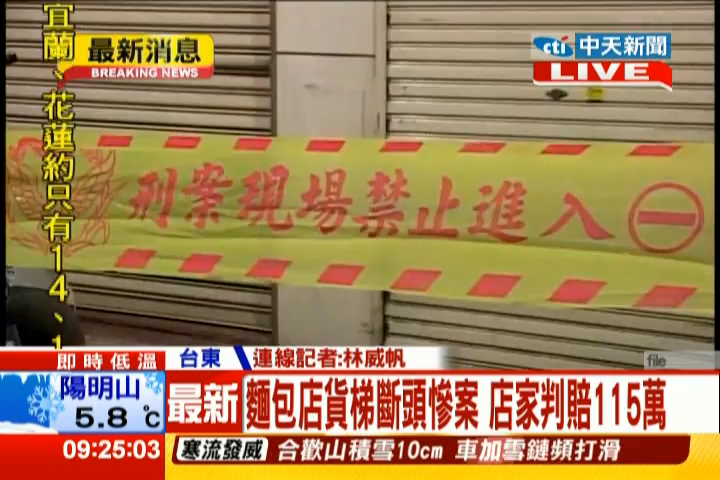 宜蘭、花蓮約只有14、1
最新消息
BREAKING NEWS
cti 中天新聞
LIVE
刑案現場禁止進入
file
即時低溫
台東 連線記者:林威帆
陽明山
5.8℃
最新 麵包店貨梯斷頭慘案 店家判賠115萬
09:25:03
寒流發威 合歡山積雪10cm 車加雪鏈頻打滑